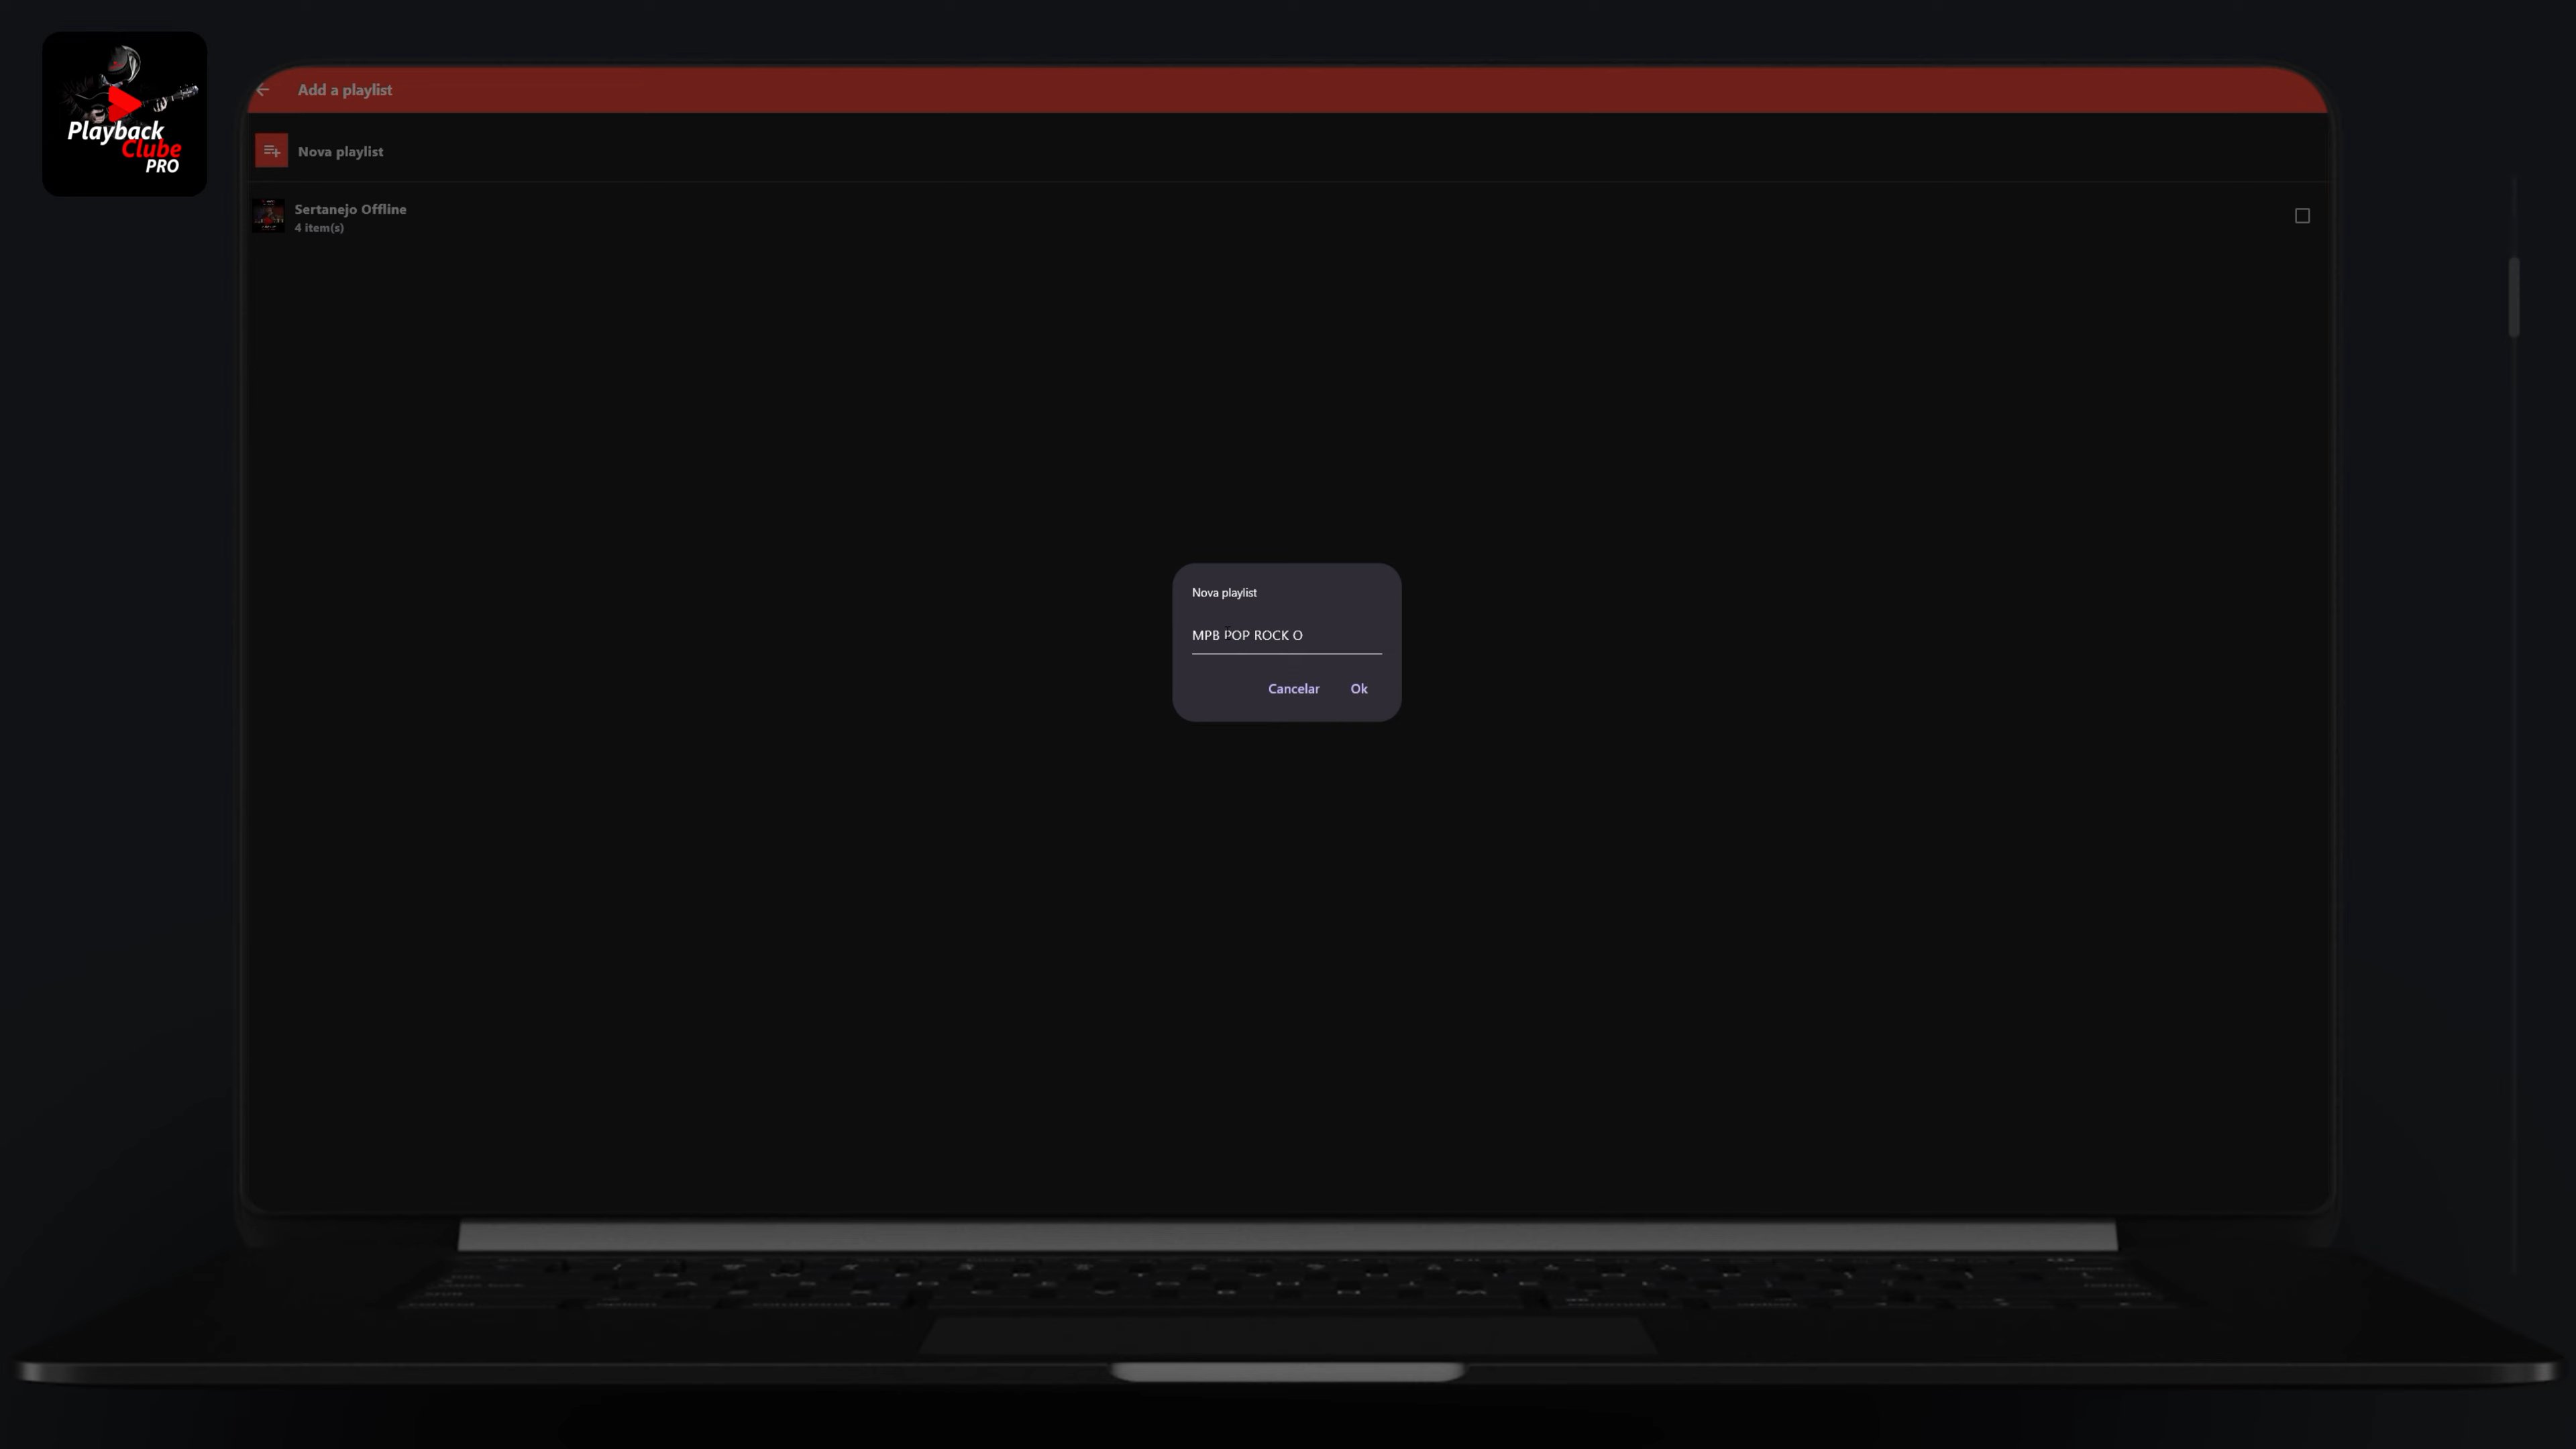 Playback
Clube
PRO
Add a playlist
Nova playlist
Sertanejo Offline
4 item(s)
Nova playlist
MPB POP ROCK O
Cancelar Ok